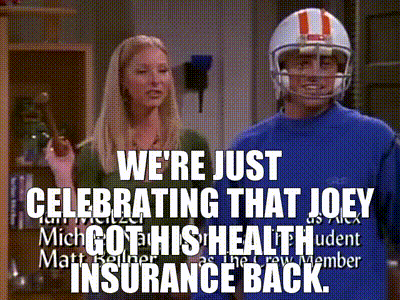 WE'RE JUST
CELEBRATING THAT JOEY
as Alex
GOT HIS HEALTH
Matt as the Crew Member
INSURANCE BACK.